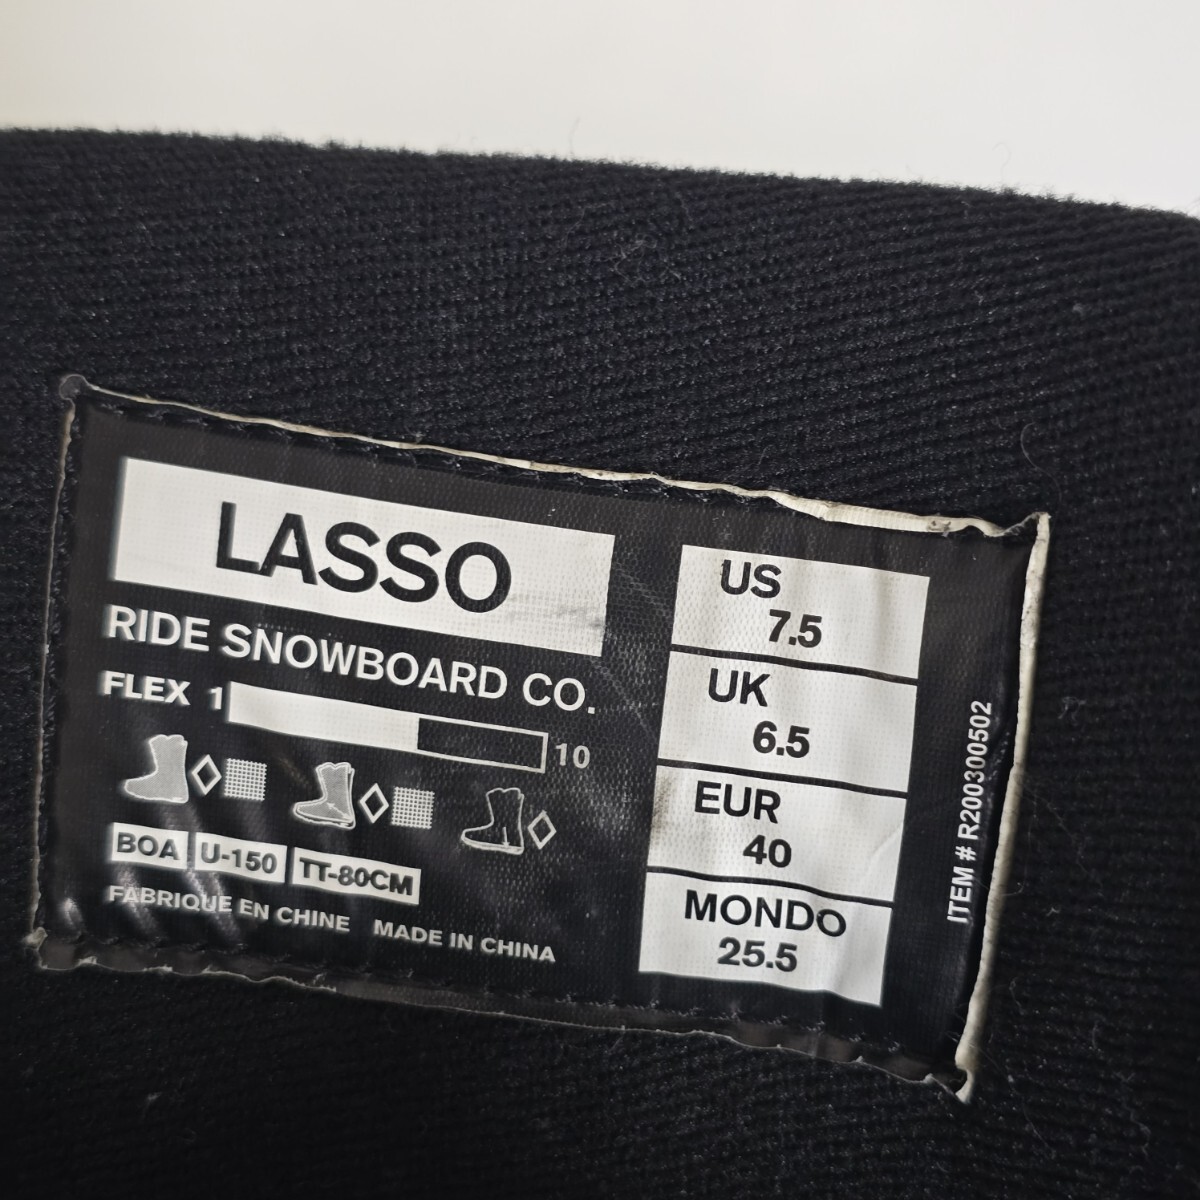 LASSO
RIDE SNOWBOARD CO.
FLEX 1 10
BOA U-150 TT-80CM
FABRIQUE EN CHINE MADE IN CHINA
US
7.5
UK
6.5
EUR
40
MONDO
25.5
ITEM # R200300502